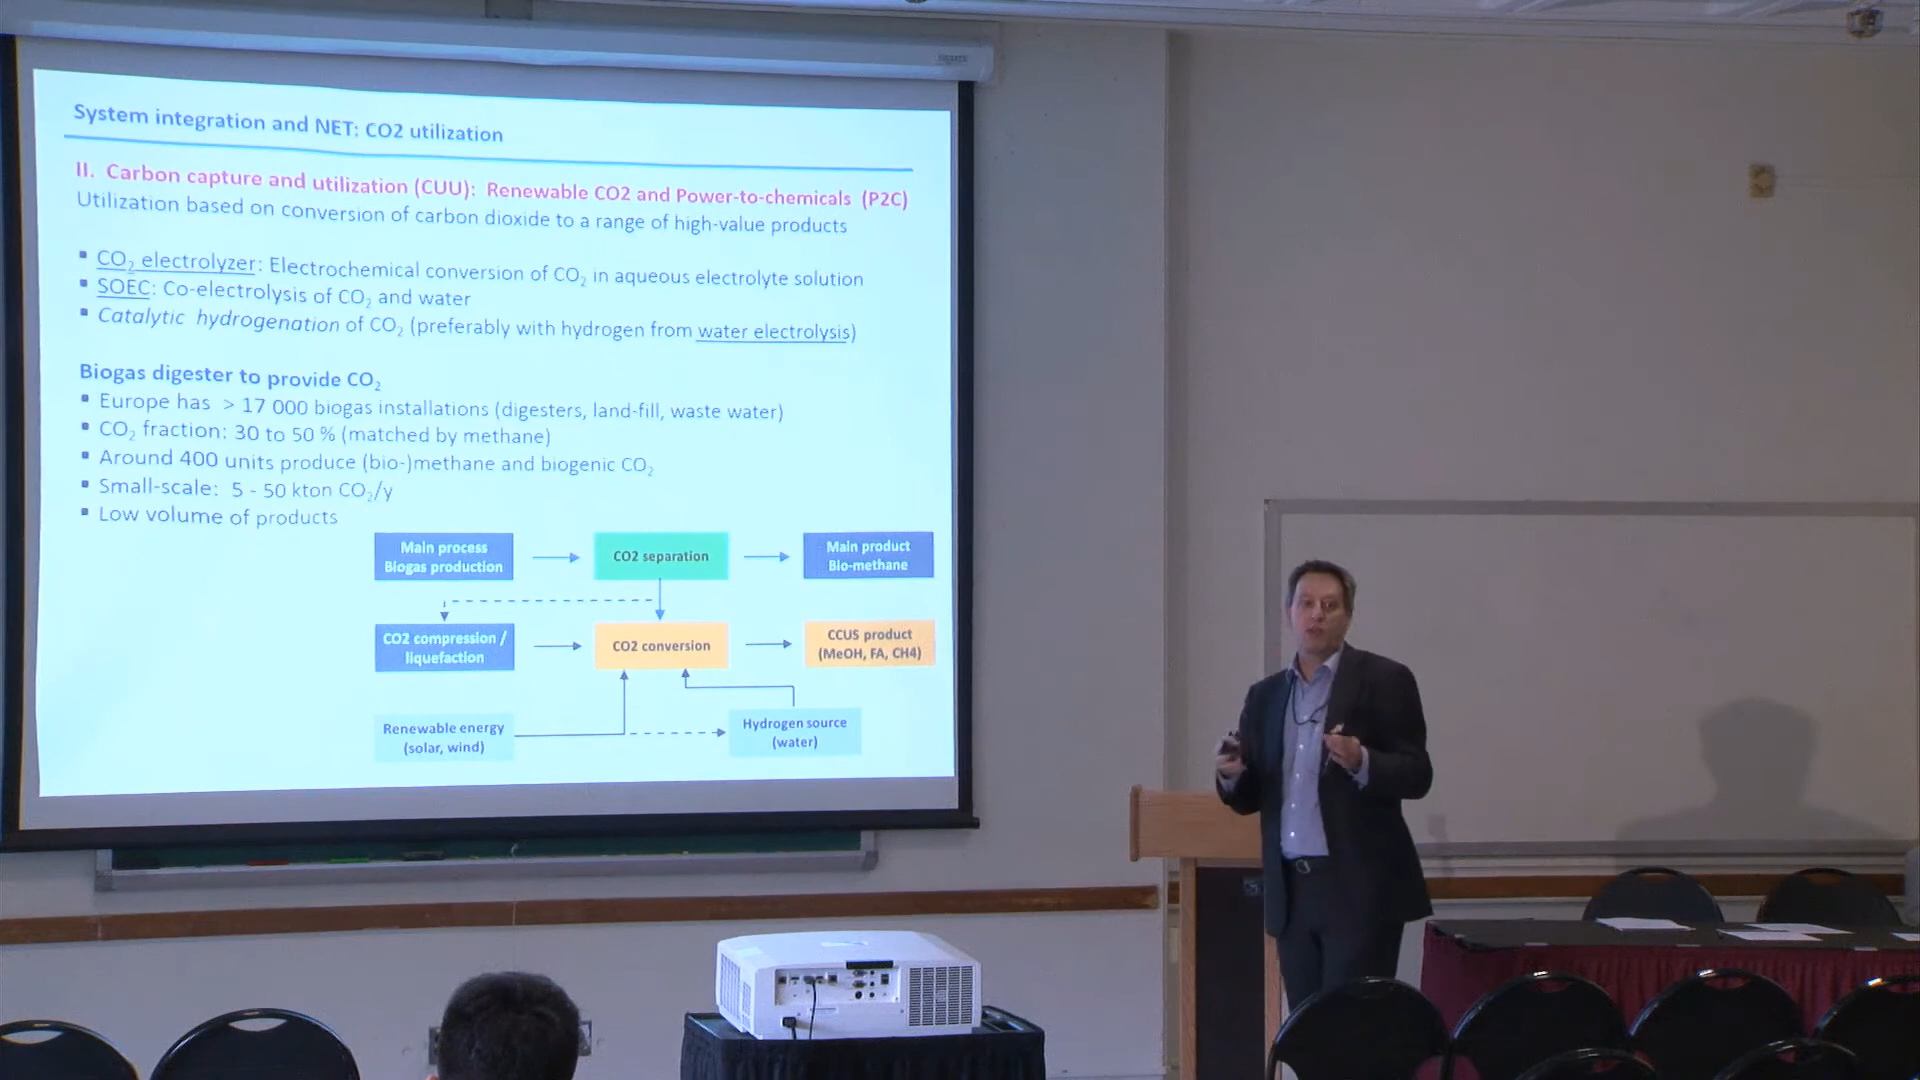 System integration and NET: CO2 utilization
II. Carbon capture and utilization (CUU): Renewable CO2 and Power-to-chemicals (P2C)
Utilization based on conversion of carbon dioxide to a range of high-value products
▪ CO₂ electrolyzer: Electrochemical conversion of CO₂ in aqueous electrolyte solution
▪ SOEC: Co-electrolysis of CO₂ and water
▪ Catalytic hydrogenation of CO₂ (preferably with hydrogen from water electrolysis)
Biogas digester to provide CO₂
▪ Europe has > 17 000 biogas installations (digesters, land-fill, waste water)
▪ CO₂ fraction: 30 to 50 % (matched by methane)
▪ Around 400 units produce (bio-)methane and biogenic CO₂
▪ Small-scale: 5 - 50 kton CO₂/y
▪ Low volume of products
Main process
Biogas production
CO2 separation
Main product
Bio-methane
CO2 compression /
liquefaction
CO2 conversion
CCUS product
(MeOH, FA, CH4)
Renewable energy
(solar, wind)
Hydrogen source
(water)